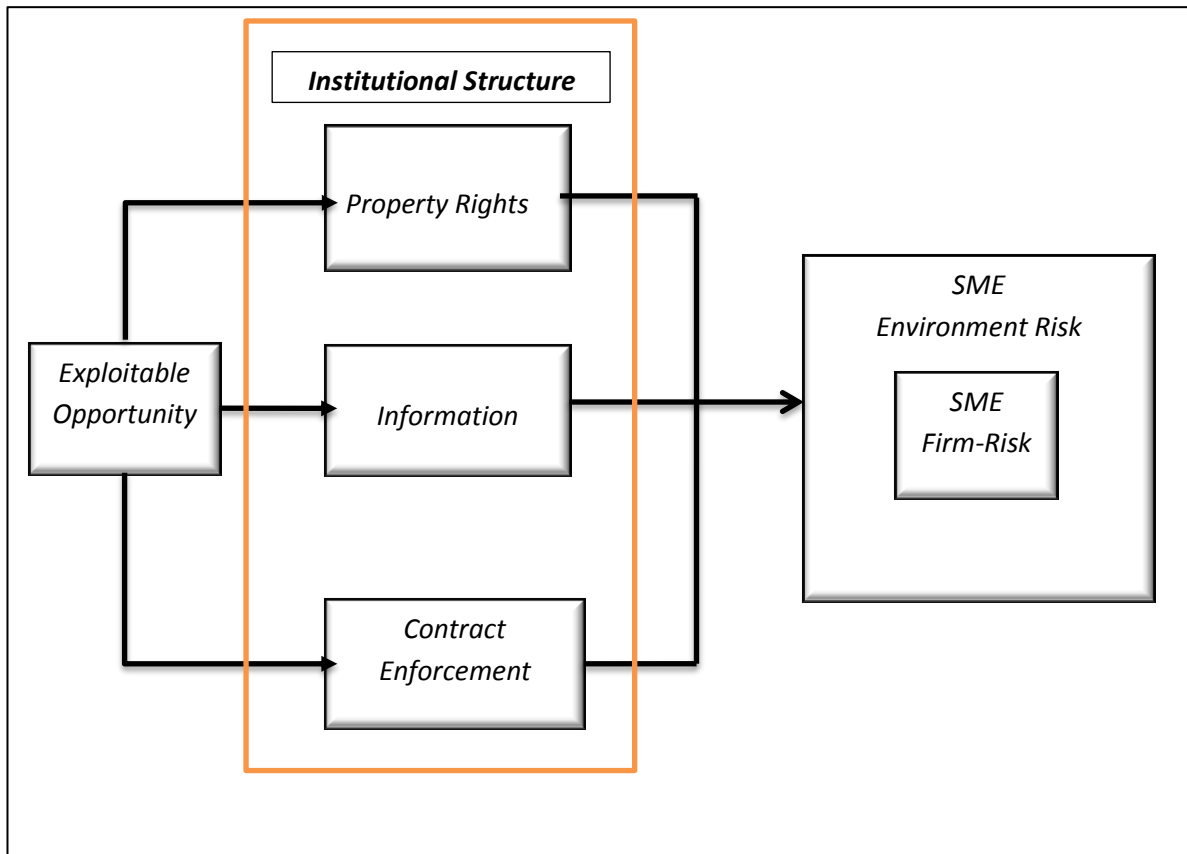 Institutional Structure
Property Rights
Exploitable
Opportunity
Information
Contract
Enforcement
SME
Environment Risk
SME
Firm-Risk